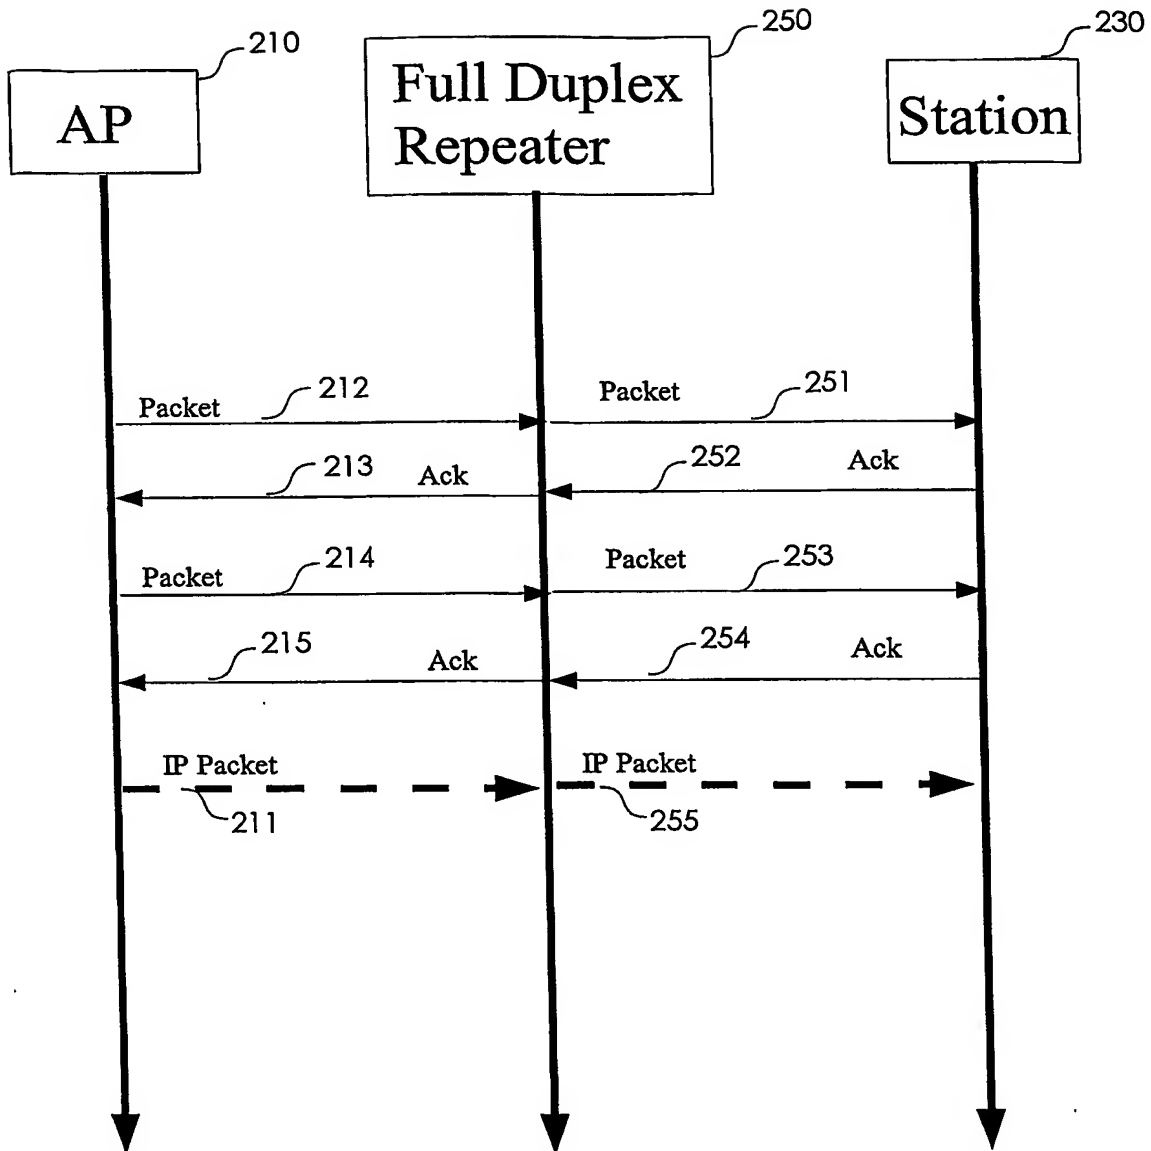 210
250
230
AP
Full Duplex
Repeater
Station
Packet
212
Packet
251
213
Ack
252
Ack
Packet
214
Packet
253
215
Ack
254
Ack
IP Packet
211
IP Packet
255